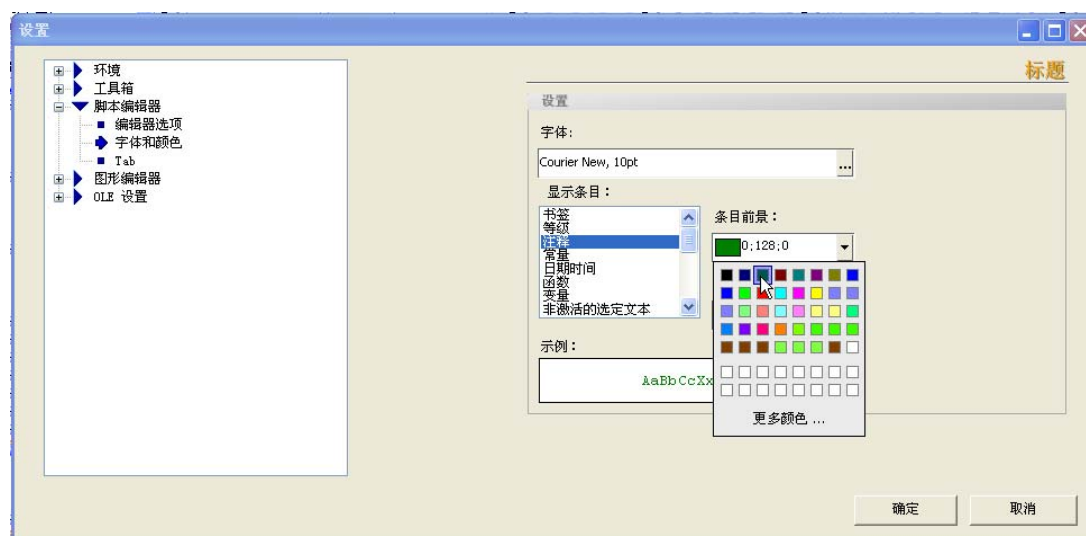 设置
环境
工具箱
脚本编辑器
编辑器选项
字体和颜色
Tab
图形编辑器
OLE 设置
标题
设置
字体:
Courier New, 10pt
...
显示条目：
书签
等级
注释
常量
日期时间
函数
变量
非激活的选定文本
条目前景：
0;128;0
示例：
AaBbCcXx
更多颜色 ...
确定
取消